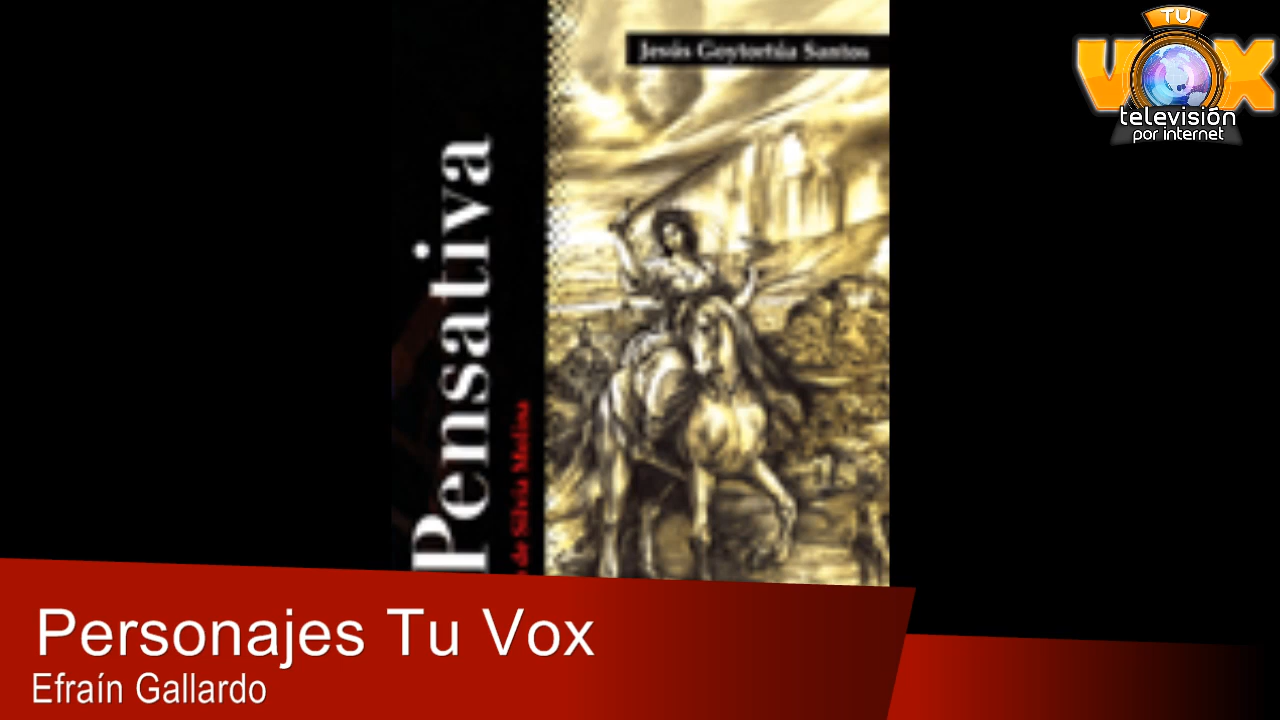 Jesús Goytortúa Santos
Pensativa
de Silvia Molina
TU
VOX
televisión
por internet
Personajes Tu Vox
Efraín Gallardo